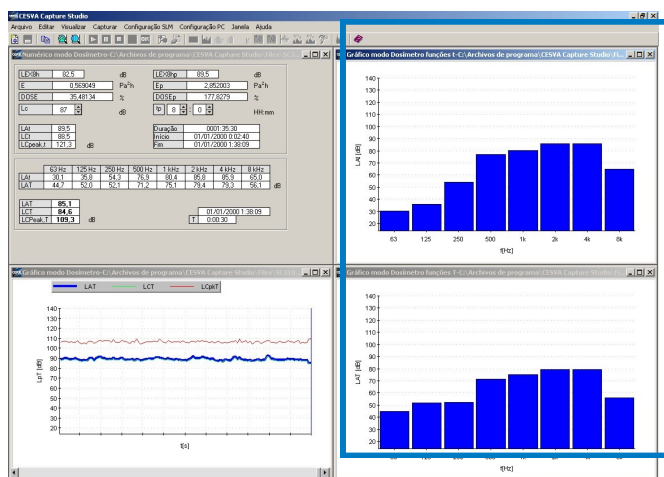 CESVA Capture Studio
Arquivo Editar Visualizar Capturar Configuração SLM Configuração PC Janela Ajuda
Numérico modo Dosímetro-C:\Archivos de programa\CESVA Capture Studio\
LEX8h 82,5 dB LEX8hp 89,5 dB
E 0,569049 Pa²h Ep 2,852003 Pa²h
DOSE 35,48134 % DOSEp 177,8279 %
Lc 87 dB tp 8 : 0 HH:mm
LAt 89,5 Duração 0001:35:30
LCt 88,5 Início 01/01/2000 0:02:40
LCpeak,t 121,3 dB Fim 01/01/2000 1:38:09
63 Hz 125 Hz 250 Hz 500 Hz 1 kHz 2 kHz 4 kHz 8 kHz
LAt 30,1 35,8 54,3 76,9 80,4 85,8 85,9 65,0
LAT 44,7 52,0 52,1 71,2 75,1 79,4 79,3 56,1 dB
LAT 85,1
LCT 84,6 01/01/2000 1:38:09
LCPeak,T 109,3 dB T 0:00:30
Gráfico modo Dosímetro funções t-C:\Archivos de programa\CESVA Capture Studio\Fi...
140
130
120
110
100
90
80
70
60
50
40
30
20
LAt [dB]
63 125 250 500 1k 2k 4k 8k
f[Hz]
Gráfico modo Dosímetro-C:\Archivos de programa\CESVA Capture Studio\
LAT LCT LCpkT
140
130
120
110
100
90
80
70
60
50
40
30
20
LpT [dB]
t[s]
Gráfico modo Dosímetro funções T-C:\Archivos de programa\CESVA Capture Studio\
140
130
120
110
100
90
80
70
60
50
40
30
20
LAT [dB]
f[Hz]